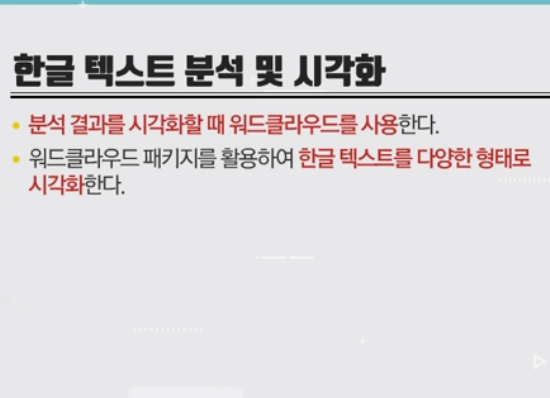 한글 텍스트 분석 및 시각화
• 분석 결과를 시각화할 때 워드클라우드를 사용한다.
• 워드클라우드 패키지를 활용하여 한글 텍스트를 다양한 형태로
시각화한다.